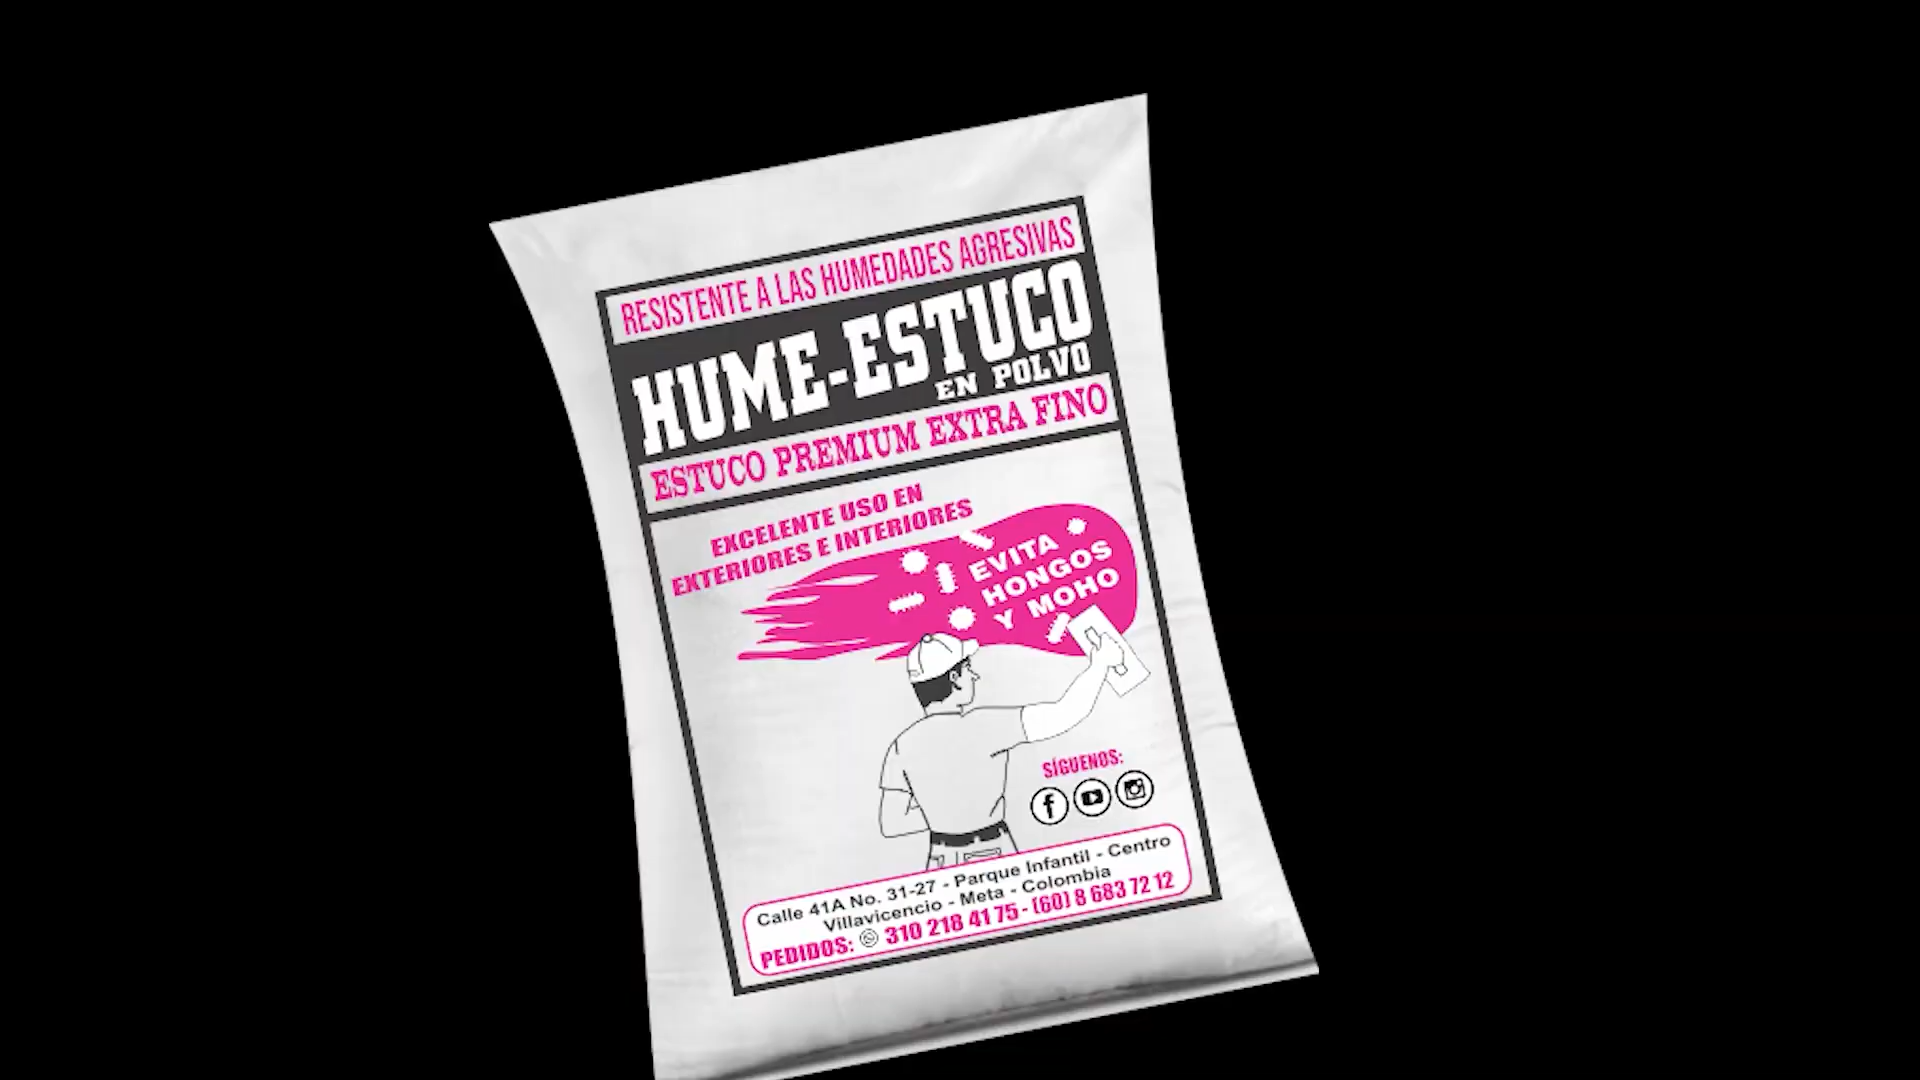 RESISTENTE A LAS HUMEDADES AGRESIVAS
HUME-ESTUCO
EN POLVO
ESTUCO PREMIUM EXTRA FINO
EXCELENTE USO EN
EXTERIORES E INTERIORES
EVITA
HONGOS
Y MOHO
SÍGUENOS:
Calle 41A No. 31-27 - Parque Infantil - Centro
Villavicencio - Meta - Colombia
PEDIDOS: 310 218 41 75 - (60) 8 683 72 12